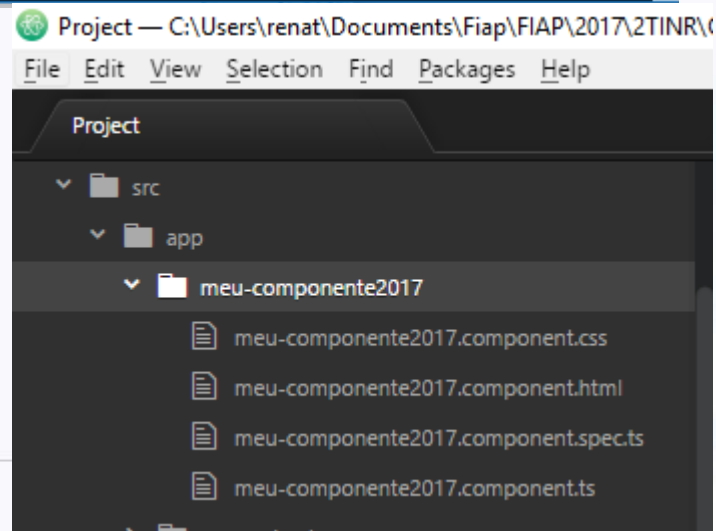 Project — C:\Users\renat\Documents\Fiap\FIAP\2017\2TINR\
File Edit View Selection Find Packages Help
Project
src
app
meu-componente2017
meu-componente2017.component.css
meu-componente2017.component.html
meu-componente2017.component.spec.ts
meu-componente2017.component.ts